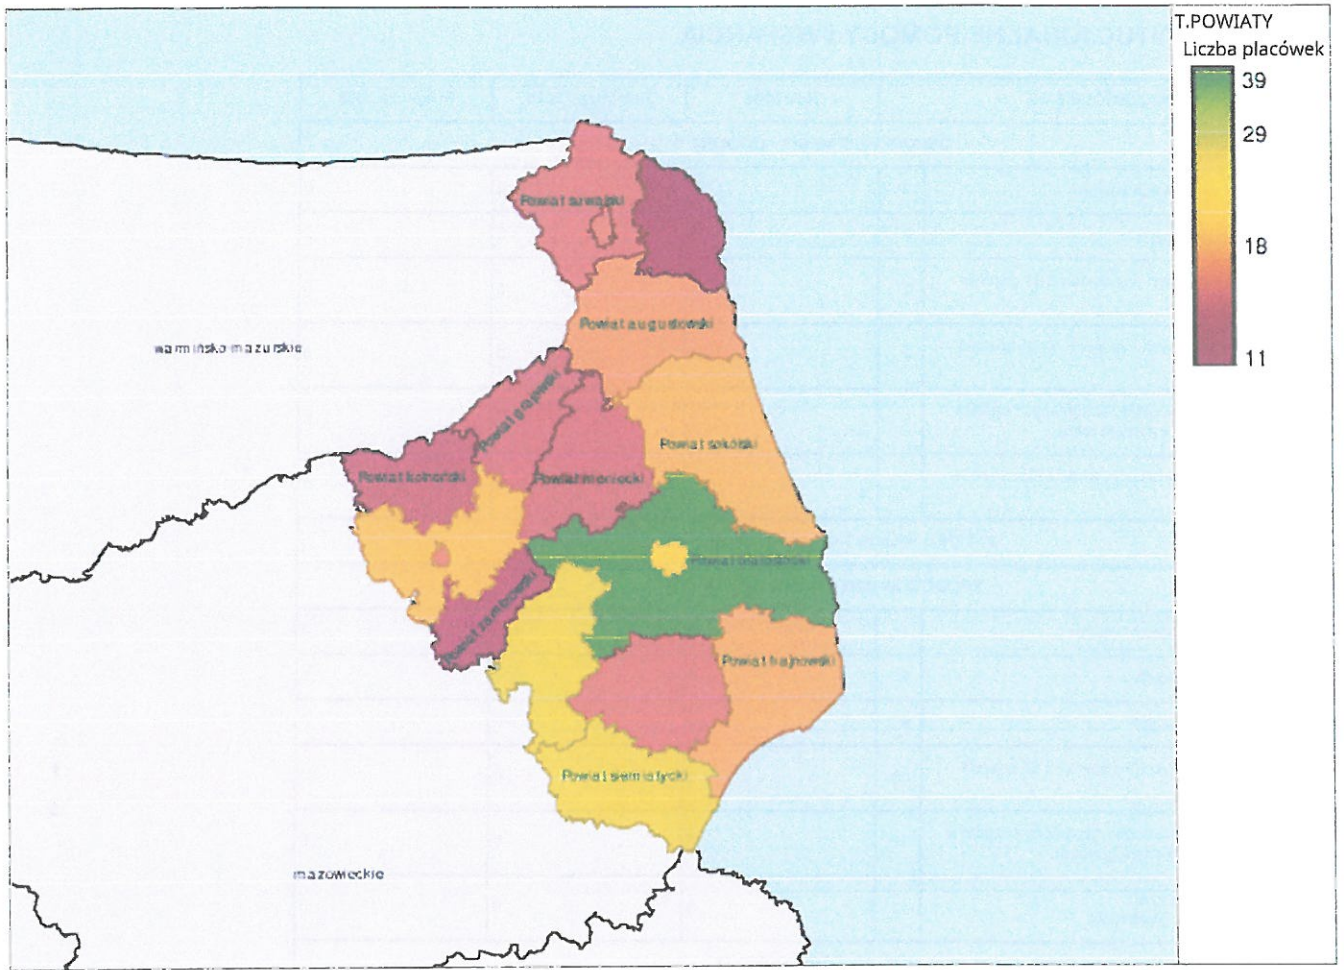 T.POWIATY
Liczba placówek
39
29
18
11
Powiat suwalski
Powiat augustowski
warmińsko-mazurskie
Powiat grajewski
Powiat sokólski
Powiat kolneński
Powiat moniecki
Powiat białostocki
Powiat zambrowski
Powiat hajnowski
Powiat siemiatycki
mazowieckie